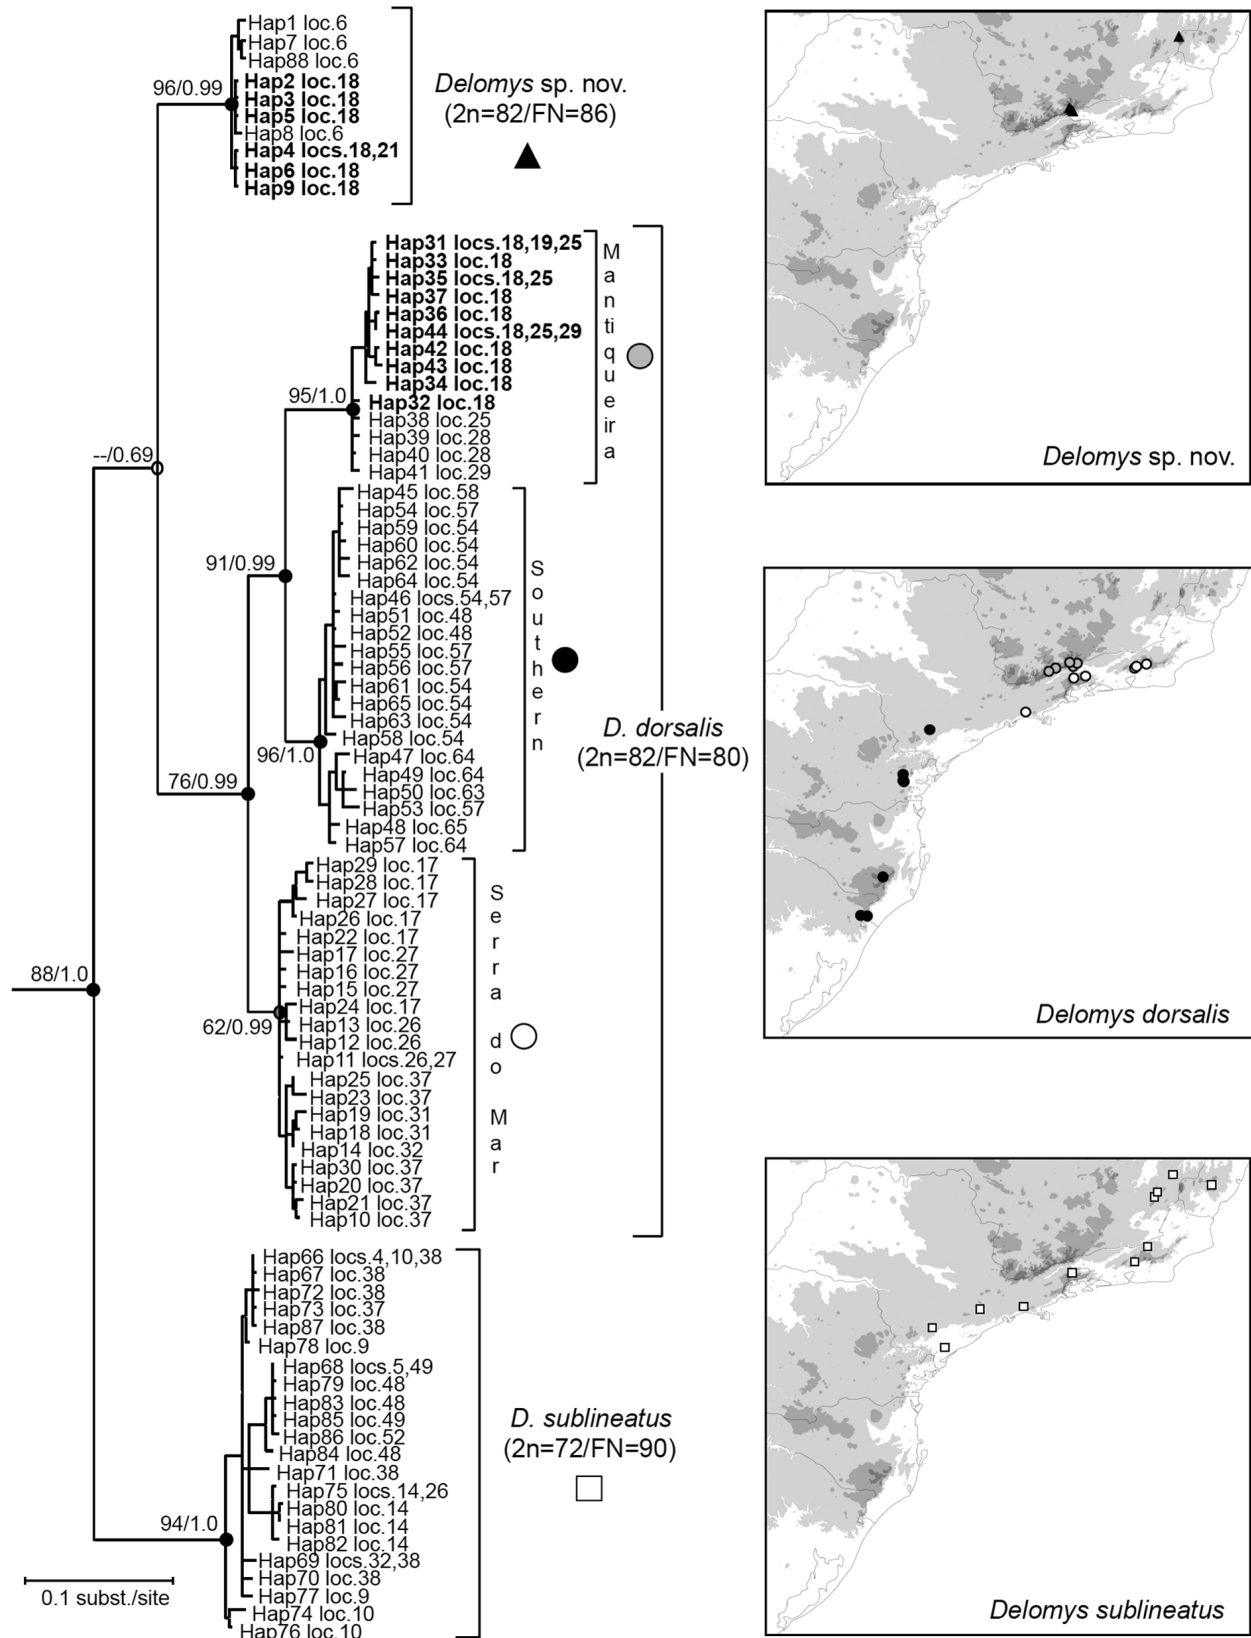 Hap1 loc.6
Hap7 loc.6
Hap88 loc.6
Hap2 loc.18
Hap3 loc.18
Hap5 loc.18
Hap8 loc.6
Hap4 locs.18,21
Hap6 loc.18
Hap9 loc.18
96/0.99
Delomys sp. nov.
(2n=82/FN=86)
Hap31 locs.18,19,25
Hap33 loc.18
Hap35 locs.18,25
Hap37 loc.18
Hap36 loc.18
Hap44 locs.18,25,29
Hap42 loc.18
Hap43 loc.18
Hap34 loc.18
Hap32 loc.18
Hap38 loc.25
Hap39 loc.28
Hap40 loc.28
Hap41 loc.29
95/1.0
Mantiqueira
--/0.69
Hap45 loc.58
Hap54 loc.57
Hap59 loc.54
Hap60 loc.54
Hap62 loc.54
Hap64 loc.54
Hap46 locs.54,57
Hap51 loc.48
Hap52 loc.48
Hap55 loc.57
Hap56 loc.57
Hap61 loc.54
Hap65 loc.54
Hap63 loc.54
Hap58 loc.54
Hap47 loc.64
Hap49 loc.64
Hap50 loc.63
Hap53 loc.57
Hap48 loc.65
Hap57 loc.64
91/0.99
96/1.0
Southern
D. dorsalis
(2n=82/FN=80)
76/0.99
Hap29 loc.17
Hap28 loc.17
Hap27 loc.17
Hap26 loc.17
Hap22 loc.17
Hap17 loc.27
Hap16 loc.27
Hap15 loc.27
Hap24 loc.17
Hap13 loc.26
Hap12 loc.26
Hap11 locs.26,27
Hap25 loc.37
Hap23 loc.37
Hap19 loc.31
Hap18 loc.31
Hap14 loc.32
Hap30 loc.37
Hap20 loc.37
Hap21 loc.37
Hap10 loc.37
88/1.0
62/0.99
Serra do Mar
Hap66 locs.4,10,38
Hap67 loc.38
Hap72 loc.38
Hap73 loc.37
Hap87 loc.38
Hap78 loc.9
Hap68 locs.5,49
Hap79 loc.48
Hap83 loc.48
Hap85 loc.49
Hap86 loc.52
Hap84 loc.48
Hap71 loc.38
Hap75 locs.14,26
Hap80 loc.14
Hap81 loc.14
Hap82 loc.14
Hap69 locs.32,38
Hap70 loc.38
Hap77 loc.9
Hap74 loc.10
Hap76 loc.10
94/1.0
D. sublineatus
(2n=72/FN=90)
0.1 subst./site
Delomys sp. nov.
Delomys dorsalis
Delomys sublineatus